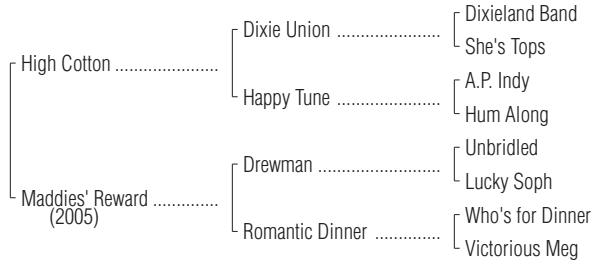 Dixieland Band
Dixie Union ....................
She's Tops
High Cotton ....................
A.P. Indy
Happy Tune ....................
Hum Along
Unbridled
Drewman .......................
Lucky Soph
Maddies' Reward .............
(2005)
Who's for Dinner
Romantic Dinner .............
Victorious Meg